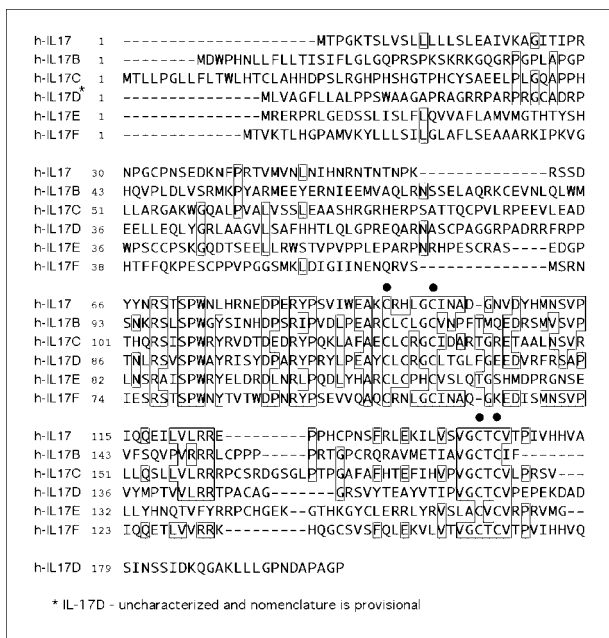 h-IL17 1 ---------------------MTPGKTSLVSLLLLLSLEAIVKAGITIPR
h-IL17B 1 --------MDWPHNLLFLLTISIFLGLGQPRSPKSKRKGQGRPGPLAPGP
h-IL17C 1 MTLLPGLLFLTWLHTCLAHHDPSLRGHPHSHGTPHCYSAEELPLGQAPPH
h-IL17D* 1 ---------------MLVAGFLLALPPSWAAGAPRAGRRPARPRGCADRP
h-IL17E 1 ---------------MRERPRLGEDSSLISLFLQVVAFLAMVMGTHTYSH
h-IL17F 1 -------------MTVKTLHGPAMVKYLLLSILGLAFLSEAAARKIPKVG
h-IL17 30 NPGCPNSEDKNFPRTVMVNLNIHNRNTNTNPK--------------RSSD
h-IL17B 43 HQVPLDLVSRMKPYARMEEYERNIEEMVAQLRNSSELAQRKCEVNLQLWM
h-IL17C 51 LLARGAKWGQALPVALVSSLEAASHRGRHERPSATTQCPVLRPEEVLEAD
h-IL17D 36 EELLEQLYGRLAAGVLSAFHHTLQLGPREQARNASCPAGGRPADRRFRPP
h-IL17E 36 WPSCCPSKGQDTSEELLRWSTVPVPPLEPARPNRHPESCRAS----EDGP
h-IL17F 38 HTFFQKPESCPPVPGGSMKLDIGIINENQRVS--------------MSRN
h-IL17 66 YYNRSTSPWNLHRNEDPERYPSVIWEAKCRHLGCINAD-GNVDYHMNSVP
h-IL17B 93 SNKRSLSPWGYSINHDPSRIPVDLPEARCLCLGCVNPFTMQEDRSMVSVP
h-IL17C 101 THQRSISPWRYRVDTDEDRYPQKLAFAECLCRGCIDARTGRETAALNSVR
h-IL17D 86 TNLRSVSPWAYRISYDPARYPRYLPEAYCLCRGCLTGLFGEEDVRFRSAP
h-IL17E 82 LNSRAISPWRYELDRDLNRLPQDLYHARCLCPHCVSLQTGSHMDPRGNSE
h-IL17F 74 IESRSTSPWNYTVTWDPNRYPSEVVQAQCRNLGCINAQ-GKEDISMNSVP
h-IL17 115 IQQEILVLRRE---------PPHCPNSFRLEKILVSVGCTCVTPIVHHVA
h-IL17B 143 VFSQVPVRRRLCPPP-----PRTGPCRQRAVMETIAVGCTCIF-------
h-IL17C 151 LLQSLLVLRRRPCSRDGSGLPTPGAFAFHTEFIHVPVGCTCVLPRSV---
h-IL17D 136 VYMPTVVLRRTPACAG-------GRSVYTEAYVTIPVGCTCVPEPEKDAD
h-IL17E 132 LLYHNQTVFYRRPCHGEK--GTHKGYCLERRLYRVSLACVCVRPRVMG--
h-IL17F 123 IQQETLVLRRK---------HQGCSVSFQLEKVLVTVGCTCVTPVIHHVQ
h-IL17D 179 SINSSIDKQGAKLLLGPNDAPAGP
* IL-17D - uncharacterized and nomenclature is provisional